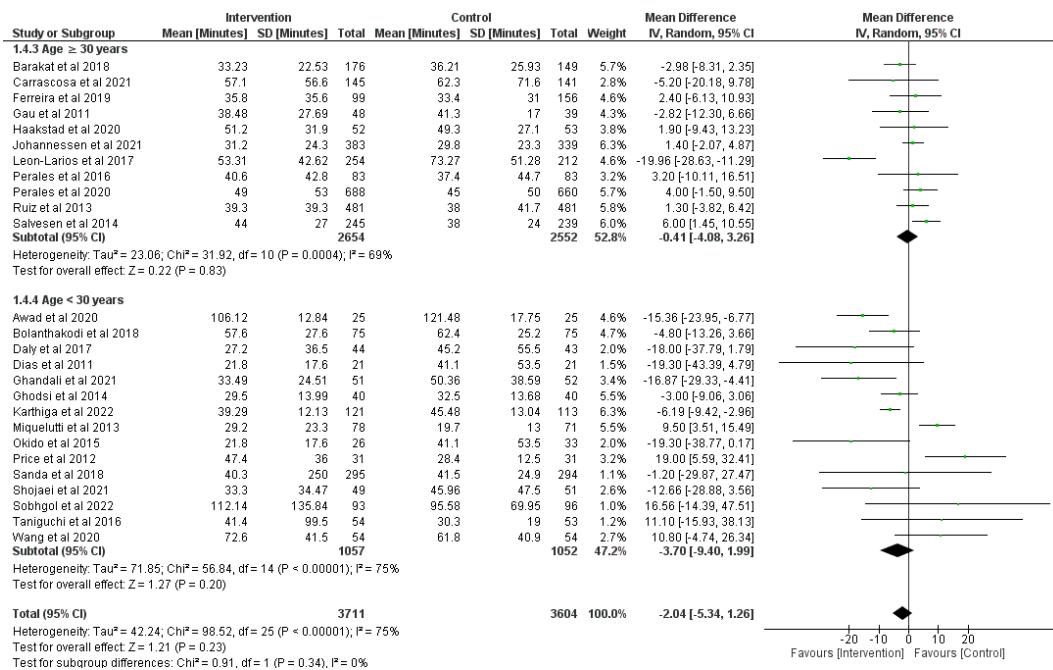 Intervention Control Mean Difference Mean Difference
Study or Subgroup Mean [Minutes] SD [Minutes] Total Mean [Minutes] SD [Minutes] Total Weight IV, Random, 95% CI IV, Random, 95% CI
1.4.3 Age ≥ 30 years
Barakat et al 2018 33.23 22.53 176 36.21 25.93 149 5.7% -2.98 [-8.31, 2.35]
Carrascosa et al 2021 57.1 56.6 145 62.3 71.6 141 2.8% -5.20 [-20.18, 9.78]
Ferreira et al 2019 35.8 35.6 99 33.4 31 156 4.6% 2.40 [-6.13, 10.93]
Gau et al 2011 38.48 27.69 48 41.3 17 39 4.3% -2.82 [-12.30, 6.66]
Haakstad et al 2020 51.2 31.9 52 49.3 27.1 53 3.7% 1.90 [-9.43, 13.23]
Johannessen et al 2021 31.2 24.3 383 29.8 23.3 339 6.3% 1.40 [-2.07, 4.87]
Leon-Larios et al 2017 53.31 42.62 254 73.27 51.28 212 4.5% -19.96 [-28.63, -11.29]
Perales et al 2016 40.6 42.8 83 37.4 44.7 83 3.2% 3.20 [-10.11, 16.51]
Perales et al 2020 49 53 688 45 50 660 5.7% 4.00 [-1.50, 9.50]
Ruiz et al 2013 39.3 39.3 481 38 41.7 481 5.8% 1.30 [-3.82, 6.42]
Salvesen et al 2014 44 27 245 38 24 239 6.0% 6.00 [1.45, 10.55]
Subtotal (95% CI) 2654 2552 52.8% -0.41 [-4.08, 3.26]
Heterogeneity: Tau² = 23.06; Chi² = 31.92, df = 10 (P = 0.0004); I² = 69%
Test for overall effect: Z = 0.22 (P = 0.83)
1.4.4 Age < 30 years
Awad et al 2020 106.12 12.84 25 121.48 17.75 25 4.6% -15.36 [-23.95, -6.77]
Bolanthakodi et al 2018 57.6 27.6 75 62.4 25.2 75 4.6% -4.80 [-13.26, 3.66]
Daly et al 2017 27.2 36.5 44 45.2 55.5 43 2.0% -18.00 [-37.79, 1.79]
Dias et al 2011 21.8 17.6 21 41.1 53.5 21 1.5% -19.30 [-43.39, 4.79]
Ghandali et al 2021 33.49 24.51 51 50.36 38.59 52 3.4% -16.87 [-29.33, -4.41]
Ghodsi et al 2014 29.5 13.99 40 32.5 13.68 40 5.5% -3.00 [-9.06, 3.06]
Karthiga et al 2022 39.29 12.13 121 45.48 13.04 113 6.3% -6.19 [-9.42, -2.96]
Miquelutti et al 2013 29.2 23.3 78 19.7 13 71 5.5% 9.50 [3.51, 15.49]
Okido et al 2015 21.8 17.6 26 41.1 53.5 33 2.0% -19.30 [-38.77, 0.17]
Price et al 2012 47.4 36 31 28.4 12.5 31 3.1% 19.00 [5.59, 32.41]
Sanda et al 2018 40.3 250 295 41.5 24.9 294 1.1% -1.20 [-29.87, 27.47]
Shojaei et al 2021 33.3 34.47 49 45.96 47.5 51 2.6% -12.66 [-28.88, 3.56]
Sobhgol et al 2022 112.14 135.84 93 95.58 69.95 96 1.0% 16.56 [-14.39, 47.51]
Taniguchi et al 2016 41.4 99.5 54 30.3 19 53 1.2% 11.10 [-15.93, 38.13]
Wang et al 2020 72.6 41.5 54 61.8 40.9 54 2.7% 10.80 [-4.74, 26.34]
Subtotal (95% CI) 1057 1052 47.2% -3.70 [-9.40, 1.99]
Heterogeneity: Tau² = 71.85; Chi² = 56.84, df = 14 (P < 0.00001); I² = 75%
Test for overall effect: Z = 1.27 (P = 0.20)
Total (95% CI) 3711 3604 100.0% -2.04 [-5.34, 1.26]
Heterogeneity: Tau² = 42.24; Chi² = 98.52, df = 25 (P < 0.00001); I² = 75%
Test for overall effect: Z = 1.21 (P = 0.23)
Test for subgroup differences: Chi² = 0.91, df = 1 (P = 0.34), I² = 0%
-20 -10 0 10 20
Favours [Intervention] Favours [Control]